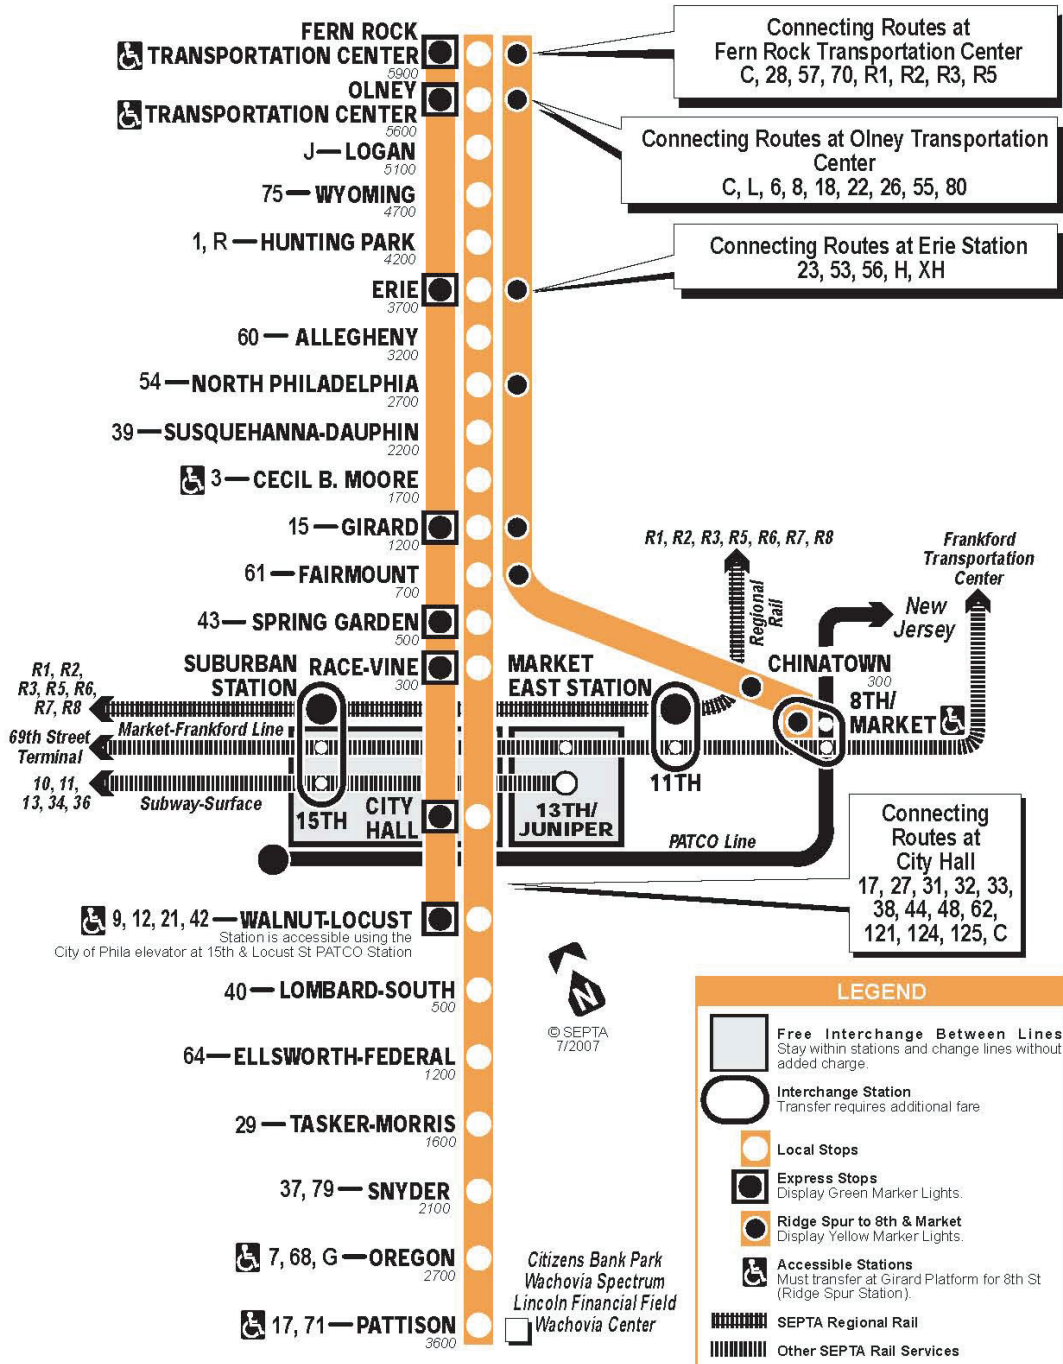 FERN ROCK
TRANSPORTATION CENTER
5900
OLNEY
TRANSPORTATION CENTER
5600
J — LOGAN
5100
75 — WYOMING
4700
1, R — HUNTING PARK
4200
ERIE
3700
60 — ALLEGHENY
3200
54 — NORTH PHILADELPHIA
2700
39 — SUSQUEHANNA-DAUPHIN
2200
3 — CECIL B. MOORE
1700
15 — GIRARD
1200
61 — FAIRMOUNT
700
43 — SPRING GARDEN
500
RACE-VINE
300
Connecting Routes at
Fern Rock Transportation Center
C, 28, 57, 70, R1, R2, R3, R5
Connecting Routes at Olney Transportation
Center
C, L, 6, 8, 18, 22, 26, 55, 80
Connecting Routes at Erie Station
23, 53, 56, H, XH
R1, R2, R3, R5, R6, R7, R8
Regional
Rail
Frankford
Transportation
Center
New
Jersey
SUBURBAN
STATION
MARKET
EAST STATION
CHINATOWN
300
8TH/
MARKET
R1, R2,
R3, R5, R6,
R7, R8
Market-Frankford Line
69th Street
Terminal
10, 11,
13, 34, 36
Subway-Surface
15TH
CITY
HALL
13TH/
JUNIPER
11TH
PATCO Line
Connecting
Routes at
City Hall
17, 27, 31, 32, 33,
38, 44, 48, 62,
121, 124, 125, C
9, 12, 21, 42 — WALNUT-LOCUST
Station is accessible using the
City of Phila elevator at 15th & Locust St PATCO Station
40 — LOMBARD-SOUTH
500
64 — ELLSWORTH-FEDERAL
1200
29 — TASKER-MORRIS
1600
37, 79 — SNYDER
2100
7, 68, G — OREGON
2700
17, 71 — PATTISON
3600
N
© SEPTA
7/2007
Citizens Bank Park
Wachovia Spectrum
Lincoln Financial Field
Wachovia Center
LEGEND
Free Interchange Between Lines
Stay within stations and change lines without
added charge.
Interchange Station
Transfer requires additional fare
Local Stops
Express Stops
Display Green Marker Lights.
Ridge Spur to 8th & Market
Display Yellow Marker Lights.
Accessible Stations
Must transfer at Girard Platform for 8th St
(Ridge Spur Station).
SEPTA Regional Rail
Other SEPTA Rail Services